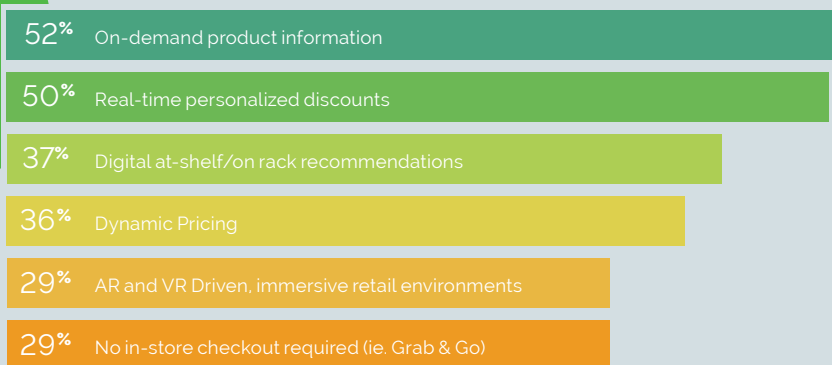 52% On-demand product information
50% Real-time personalized discounts
37% Digital at-shelf/on rack recommendations
36% Dynamic Pricing
29% AR and VR Driven, immersive retail environments
29% No in-store checkout required (ie. Grab & Go)